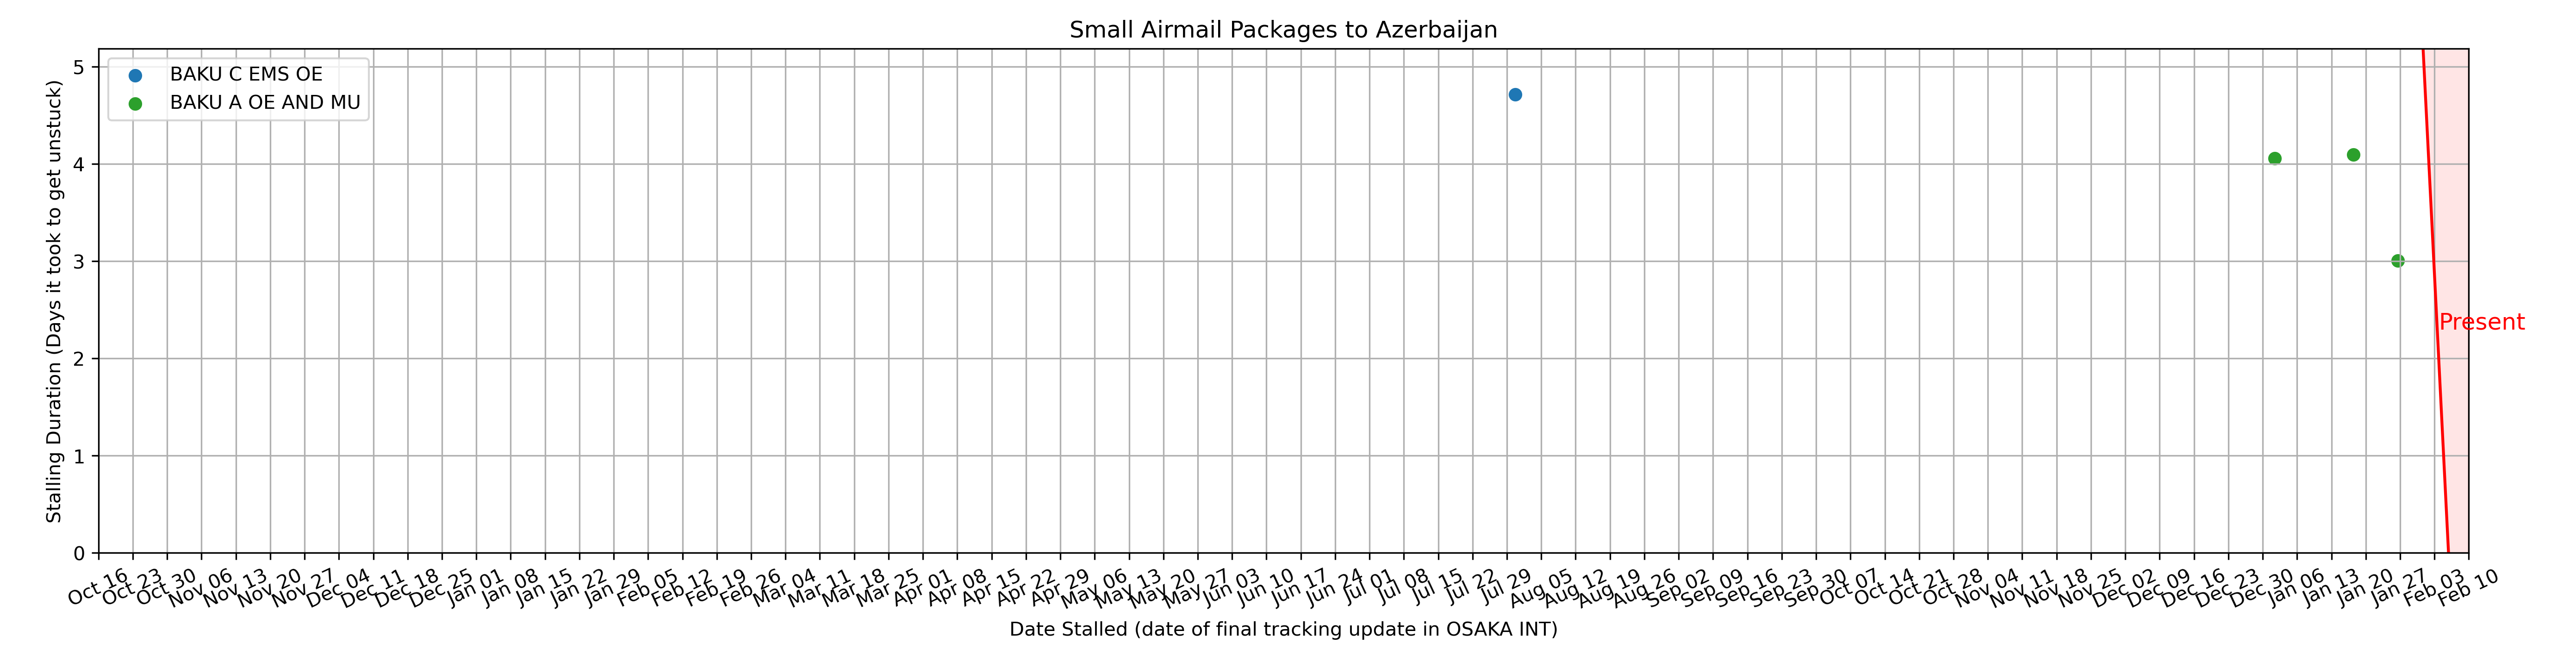 Small Airmail Packages to Azerbaijan
BAKU C EMS OE
BAKU A OE AND MU
Stalling Duration (Days it took to get unstuck)
5
4
3
2
1
0
Present
Oct 16 Oct 23 Oct 30 Nov 06 Nov 13 Nov 20 Nov 27 Dec 04 Dec 11 Dec 18 Dec 25 Jan 01 Jan 08 Jan 15 Jan 22 Jan 29 Feb 05 Feb 12 Feb 19 Feb 26 Mar 04 Mar 11 Mar 18 Mar 25 Apr 01 Apr 08 Apr 15 Apr 22 Apr 29 May 06 May 13 May 20 May 27 Jun 03 Jun 10 Jun 17 Jun 24 Jul 01 Jul 08 Jul 15 Jul 22 Jul 29 Aug 05 Aug 12 Aug 19 Aug 26 Sep 02 Sep 09 Sep 16 Sep 23 Sep 30 Oct 07 Oct 14 Oct 21 Oct 28 Nov 04 Nov 11 Nov 18 Nov 25 Dec 02 Dec 09 Dec 16 Dec 23 Dec 30 Jan 06 Jan 13 Jan 20 Jan 27 Feb 03 Feb 10
Date Stalled (date of final tracking update in OSAKA INT)